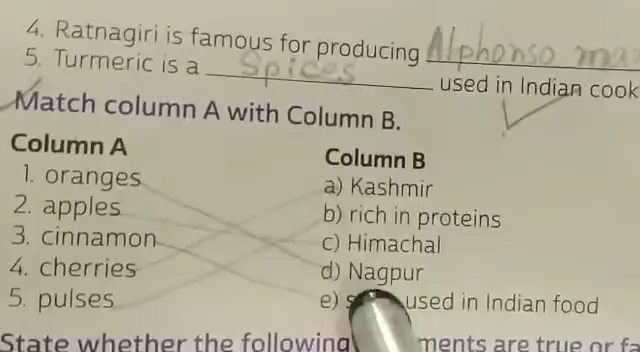 4. Ratnagiri is famous for producing Alphonso
5. Turmeric is a Spices used in Indian cook
Match column A with Column B.
Column A
1. oranges
2. apples
3. cinnamon
4. cherries
5. pulses
Column B
a) Kashmir
b) rich in proteins
c) Himachal
d) Nagpur
e) used in Indian food
State whether the following ments are true or fa